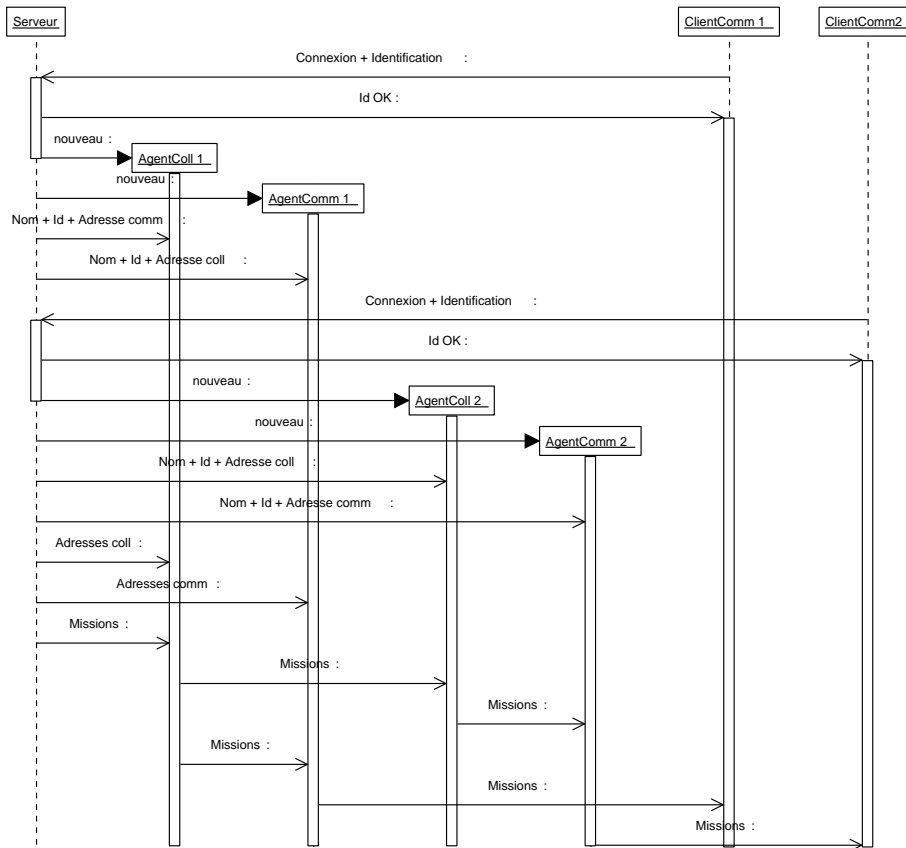 Serveur
ClientComm 1
ClientComm2
Connexion + Identification :
Id OK :
nouveau :
AgentColl 1
nouveau :
AgentComm 1
Nom + Id + Adresse comm :
Nom + Id + Adresse coll :
Connexion + Identification :
Id OK :
nouveau :
AgentColl 2
nouveau :
AgentComm 2
Nom + Id + Adresse coll :
Nom + Id + Adresse comm :
Adresses coll :
Adresses comm :
Missions :
Missions :
Missions :
Missions :
Missions :
Missions :